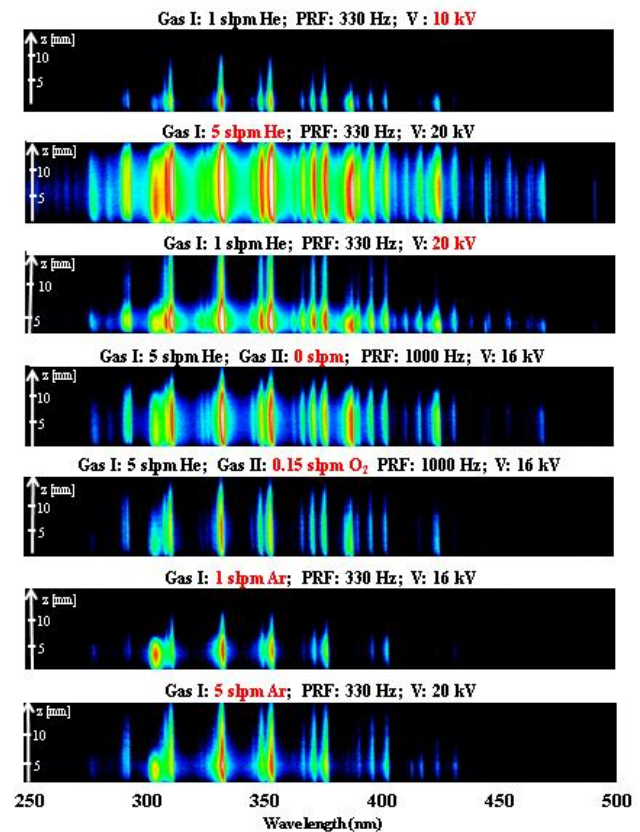 Gas I: 1 slpm He; PRF: 330 Hz; V : 10 kV
z [mm]
10
5
Gas I: 5 slpm He; PRF: 330 Hz; V: 20 kV
z [mm]
10
5
Gas I: 1 slpm He; PRF: 330 Hz; V: 20 kV
z [mm]
10
5
Gas I: 5 slpm He; Gas II: 0 slpm; PRF: 1000 Hz; V: 16 kV
z [mm]
10
5
Gas I: 5 slpm He; Gas II: 0.15 slpm O₂ PRF: 1000 Hz; V: 16 kV
z [mm]
10
5
Gas I: 1 slpm Ar; PRF: 330 Hz; V: 16 kV
z [mm]
10
5
Gas I: 5 slpm Ar; PRF: 330 Hz; V: 20 kV
z [mm]
10
5
250 300 350 400 450 500
Wavelength (nm)